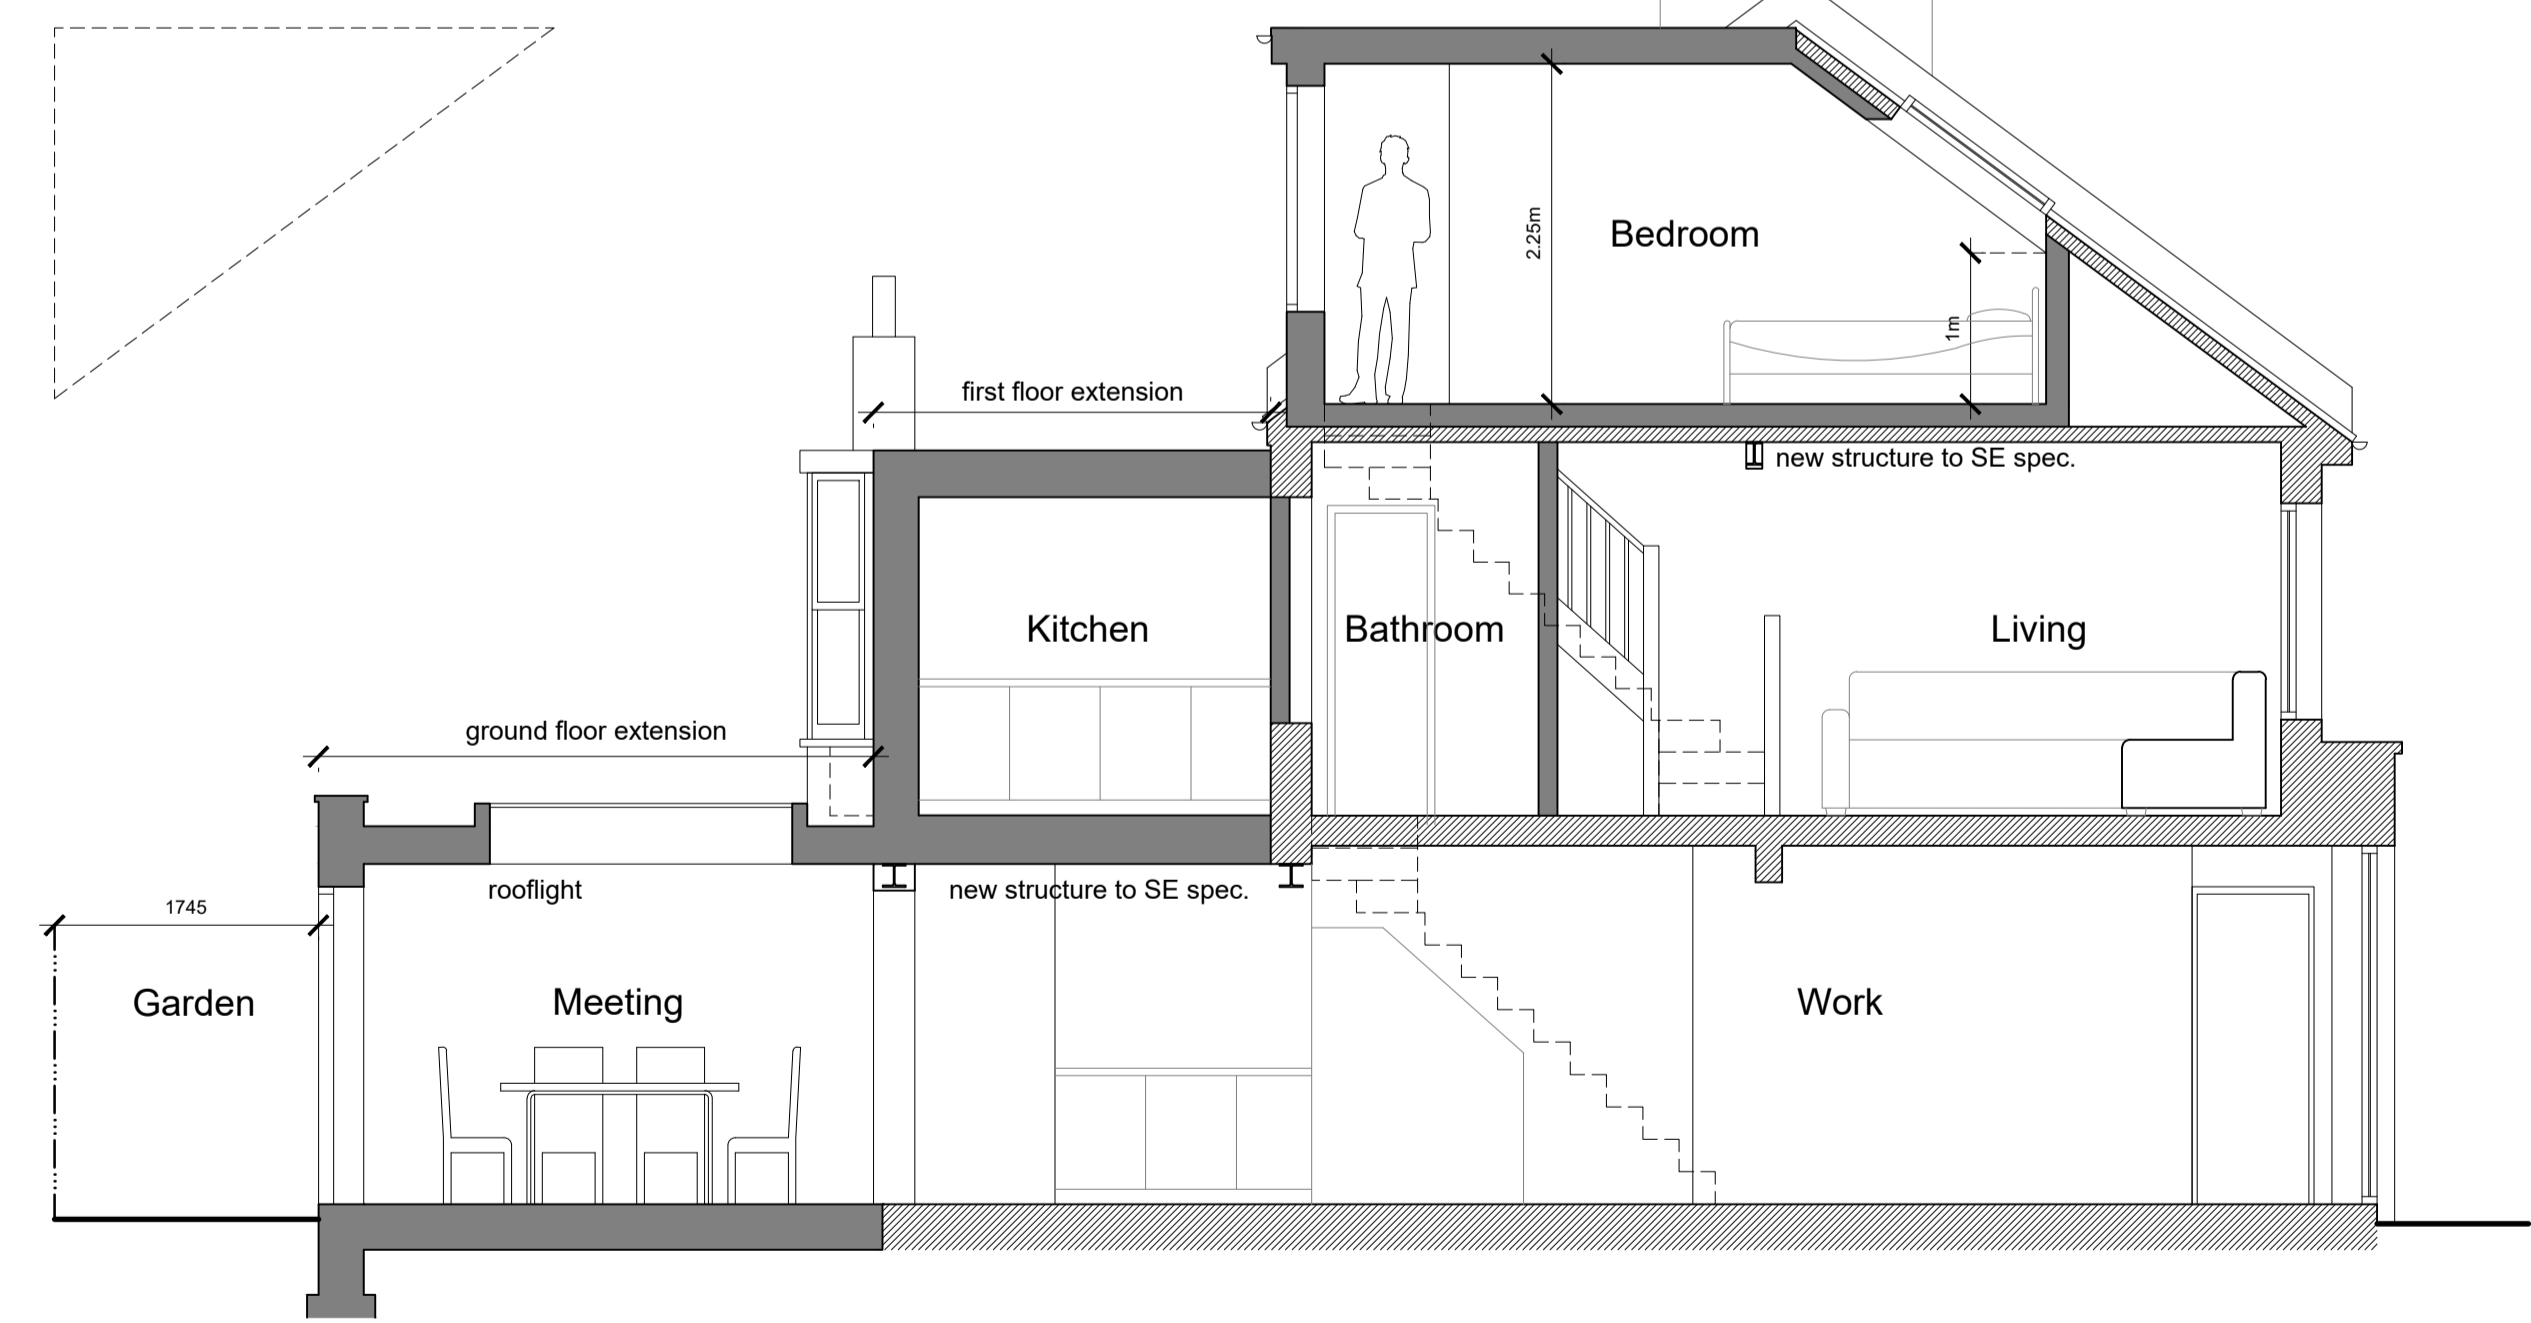 2.25m
Bedroom
1m
first floor extension
new structure to SE spec.
Kitchen
Bathroom
Living
ground floor extension
rooflight
new structure to SE spec.
1745
Garden
Meeting
Work